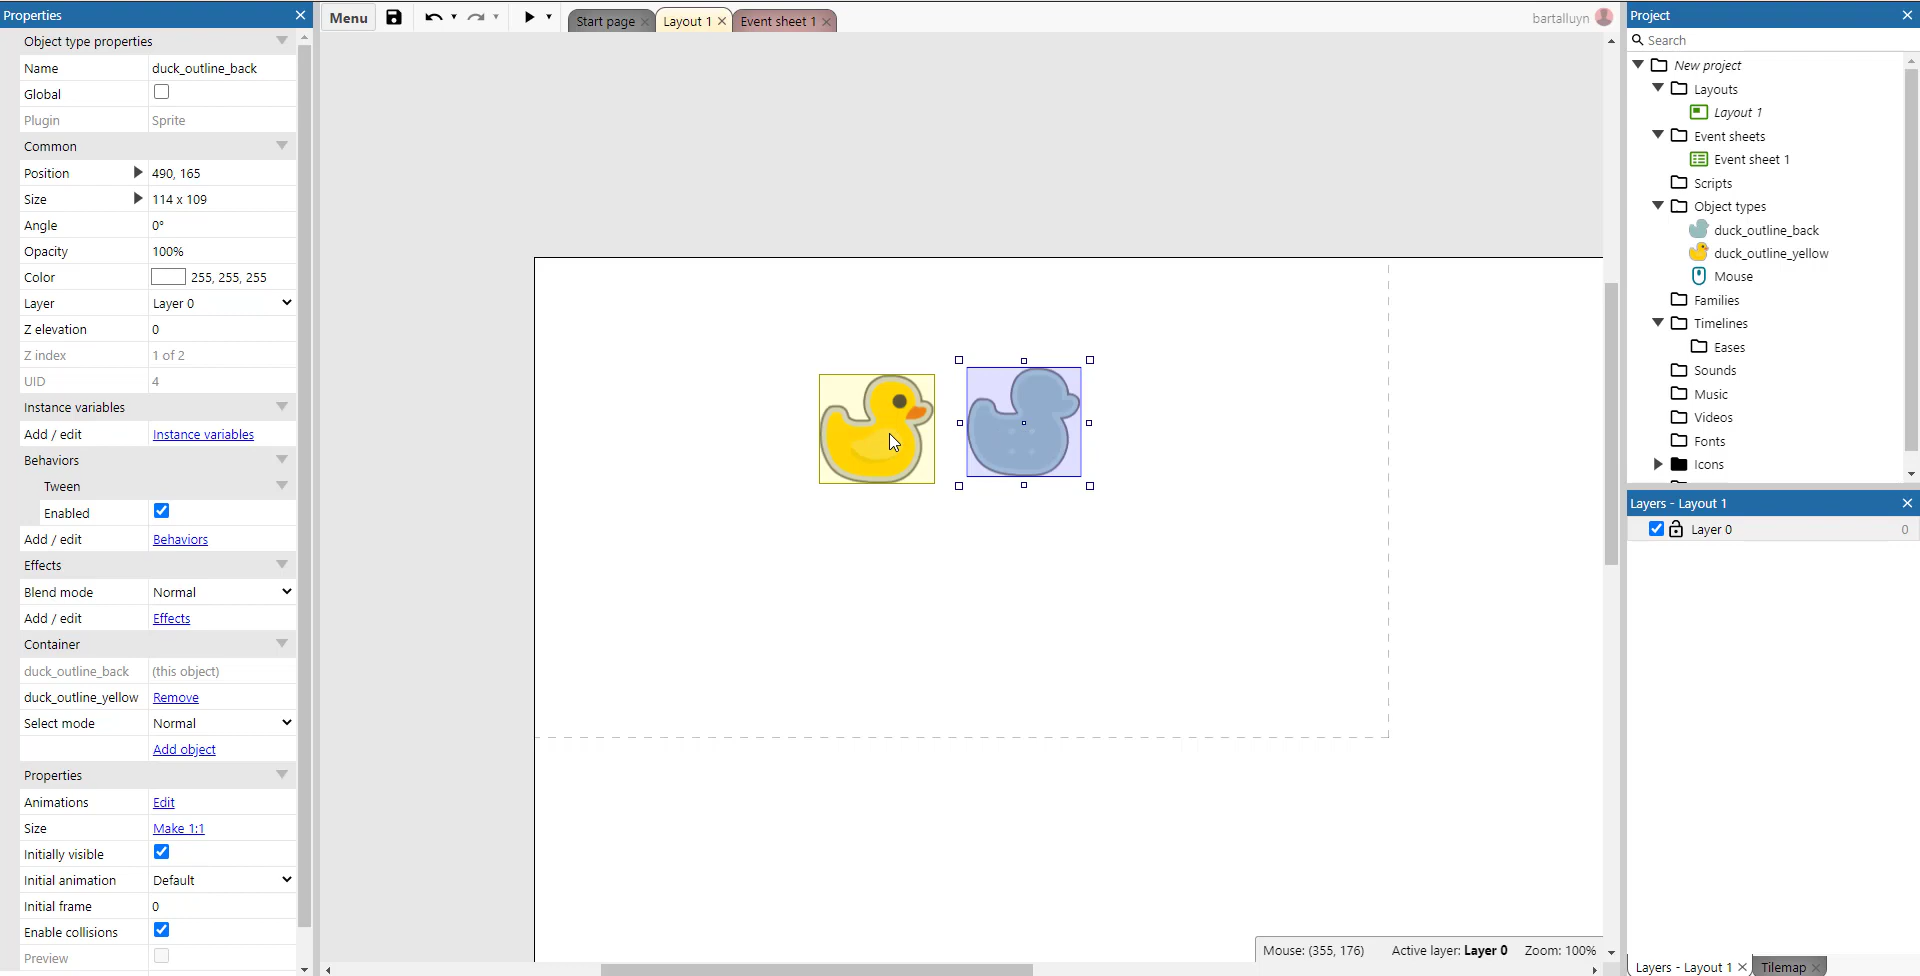 Properties
Object type properties
Name duck_outline_back
Global
Plugin Sprite
Common
Position 490, 165
Size 114 x 109
Angle 0°
Opacity 100%
Color 255, 255, 255
Layer Layer 0
Z elevation 0
Z index 1 of 2
UID 4
Instance variables
Add / edit Instance variables
Behaviors
Tween
Enabled
Add / edit Behaviors
Effects
Blend mode Normal
Add / edit Effects
Container
duck_outline_back (this object)
duck_outline_yellow Remove
Select mode Normal
Add object
Properties
Animations Edit
Size Make 1:1
Initially visible
Initial animation Default
Initial frame 0
Enable collisions
Preview
Menu
Start page
Layout 1
Event sheet 1
bartalluyn
Mouse: (355, 176) Active layer: Layer 0 Zoom: 100%
Project
Search
New project
Layouts
Layout 1
Event sheets
Event sheet 1
Scripts
Object types
duck_outline_back
duck_outline_yellow
Mouse
Families
Timelines
Eases
Sounds
Music
Videos
Fonts
Icons
Layers - Layout 1
Layer 0 0
Layers - Layout 1
Tilemap